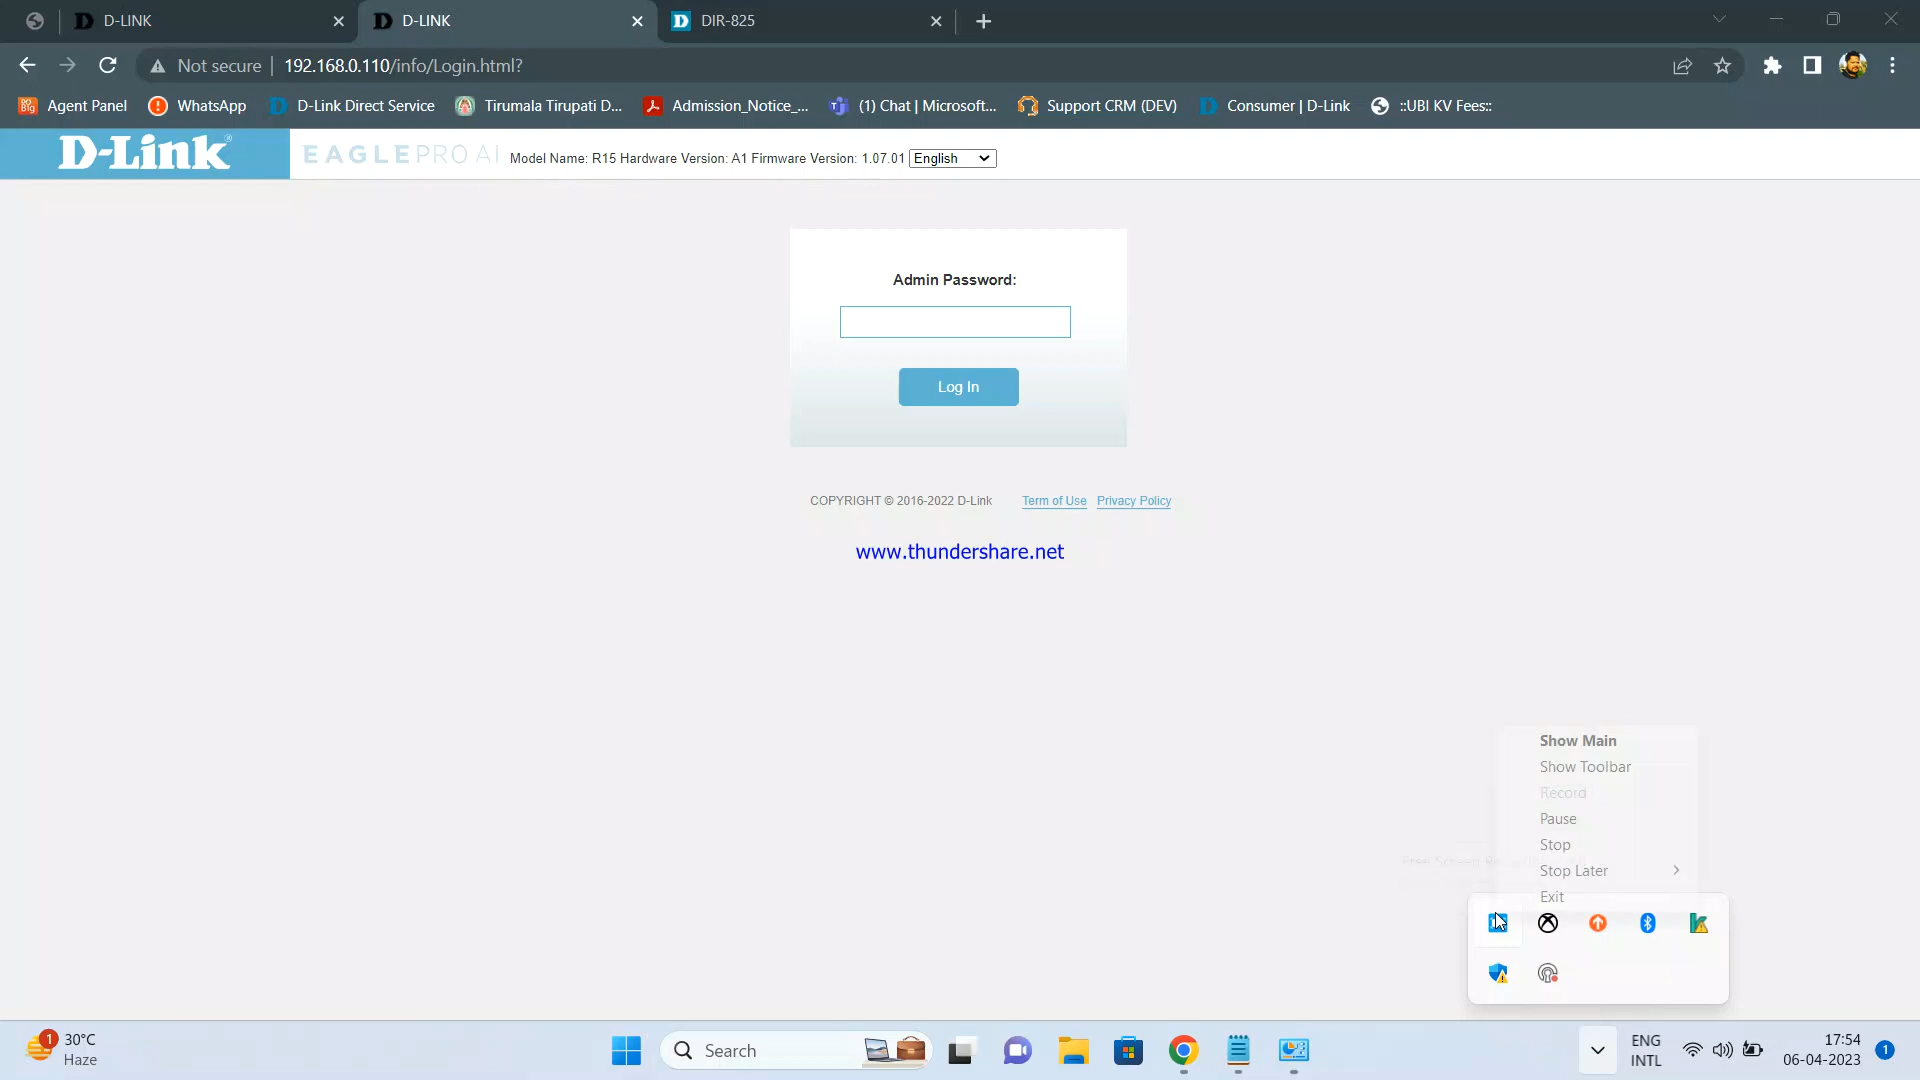 D-LINK
D-LINK
DIR-825
Not secure
192.168.0.110/info/Login.html?
Agent Panel
WhatsApp
D-Link Direct Service
Tirumala Tirupati D...
Admission_Notice_...
(1) Chat | Microsoft...
Support CRM (DEV)
Consumer | D-Link
::UBI KV Fees::
D-Link®
EAGLE PRO AI
Model Name: R15 Hardware Version: A1 Firmware Version: 1.07.01
English
Admin Password:
Log In
COPYRIGHT © 2016-2022 D-Link
Term of Use
Privacy Policy
www.thundershare.net
Show Main
Show Toolbar
Record
Pause
Stop
Free Screen
Stop Later
Exit
1
30°C
Haze
Search
ENG
INTL
17:54
06-04-2023
1